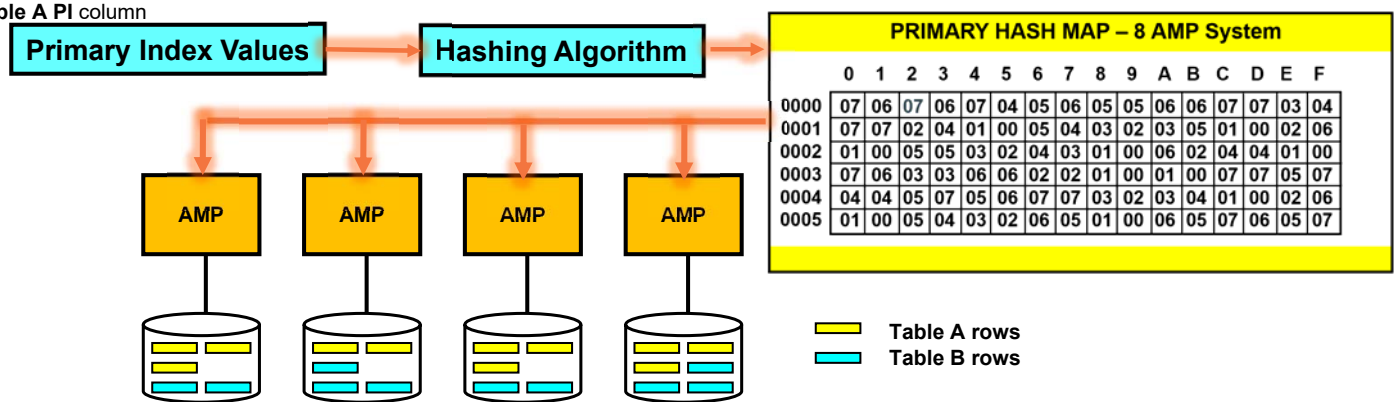 ble A PI column
Primary Index Values
Hashing Algorithm
PRIMARY HASH MAP – 8 AMP System
0 1 2 3 4 5 6 7 8 9 A B C D E F
0000 07 06 07 06 07 04 05 06 05 05 06 06 07 07 03 04
0001 07 07 02 04 01 00 05 04 03 02 03 05 01 00 02 06
0002 01 00 05 05 03 02 04 03 01 00 06 02 04 04 01 00
0003 07 06 03 03 06 06 02 02 01 00 01 00 07 07 05 07
0004 04 04 05 07 05 06 07 07 03 02 03 04 01 00 02 06
0005 01 00 05 04 03 02 06 05 01 00 06 05 07 06 05 07
AMP AMP AMP AMP
Table A rows
Table B rows